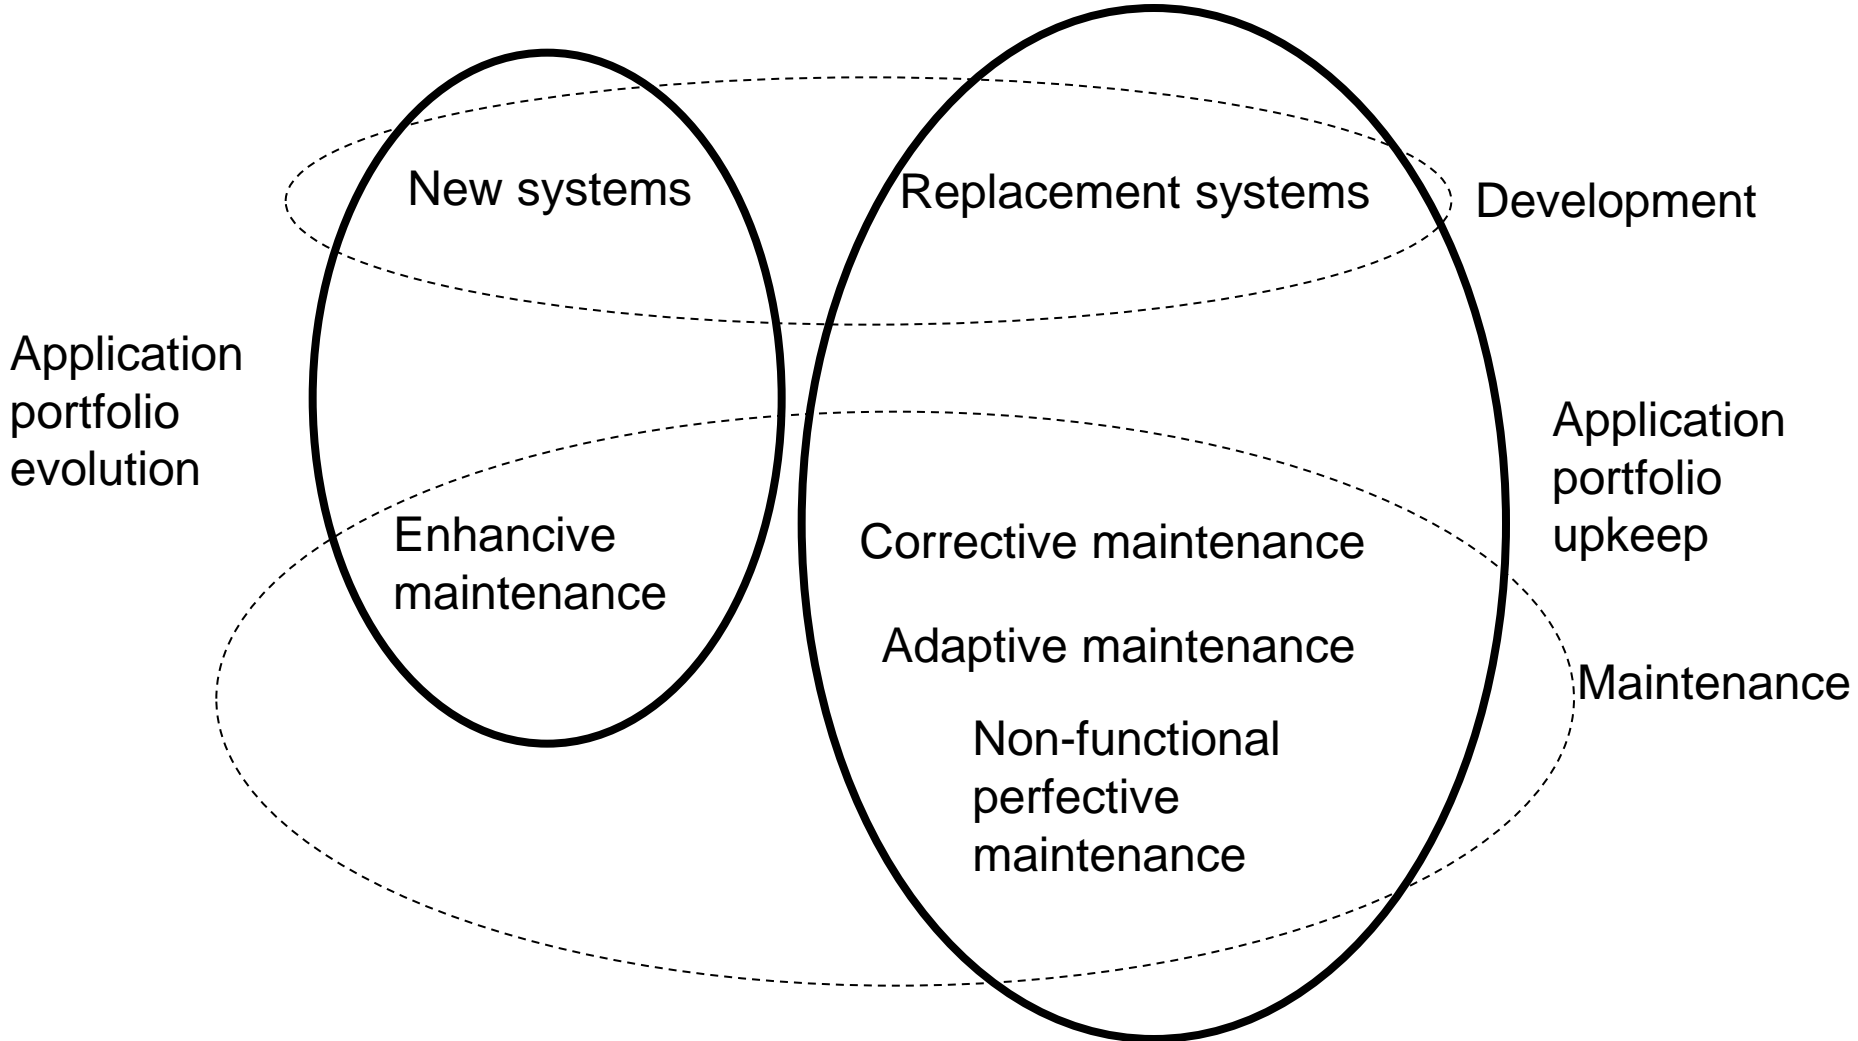 New systems
Replacement systems
Development
Application
portfolio
evolution
Application
portfolio
upkeep
Enhancive
maintenance
Corrective maintenance
Adaptive maintenance
Maintenance
Non-functional
perfective
maintenance